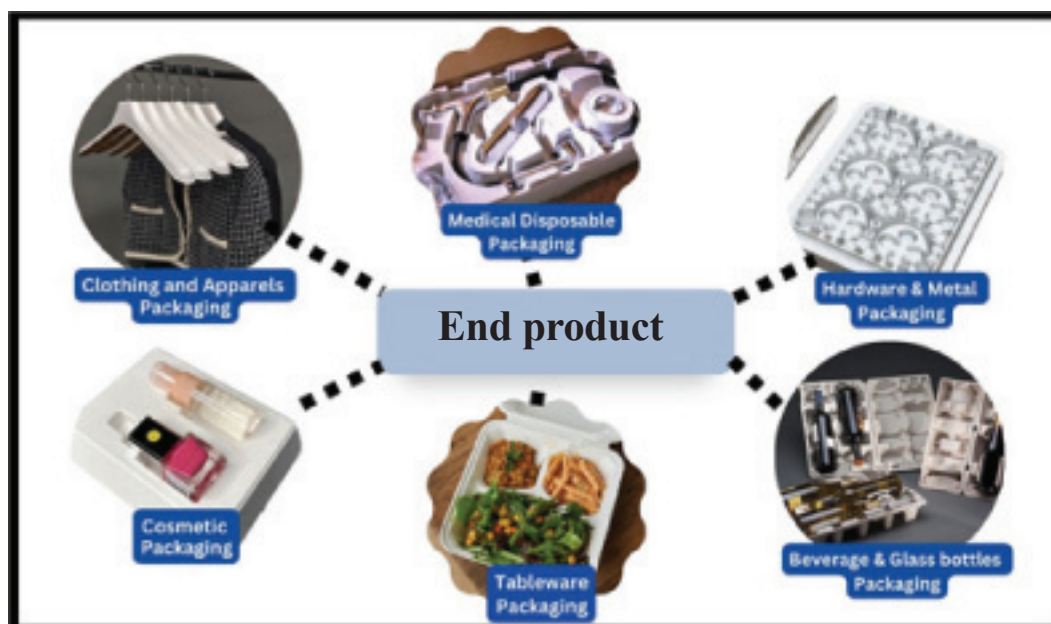 Medical Disposable
Packaging
Clothing and Apparels
Packaging
Hardware & Metal
Packaging
End product
Cosmetic
Packaging
Tableware
Packaging
Beverage & Glass bottles
Packaging